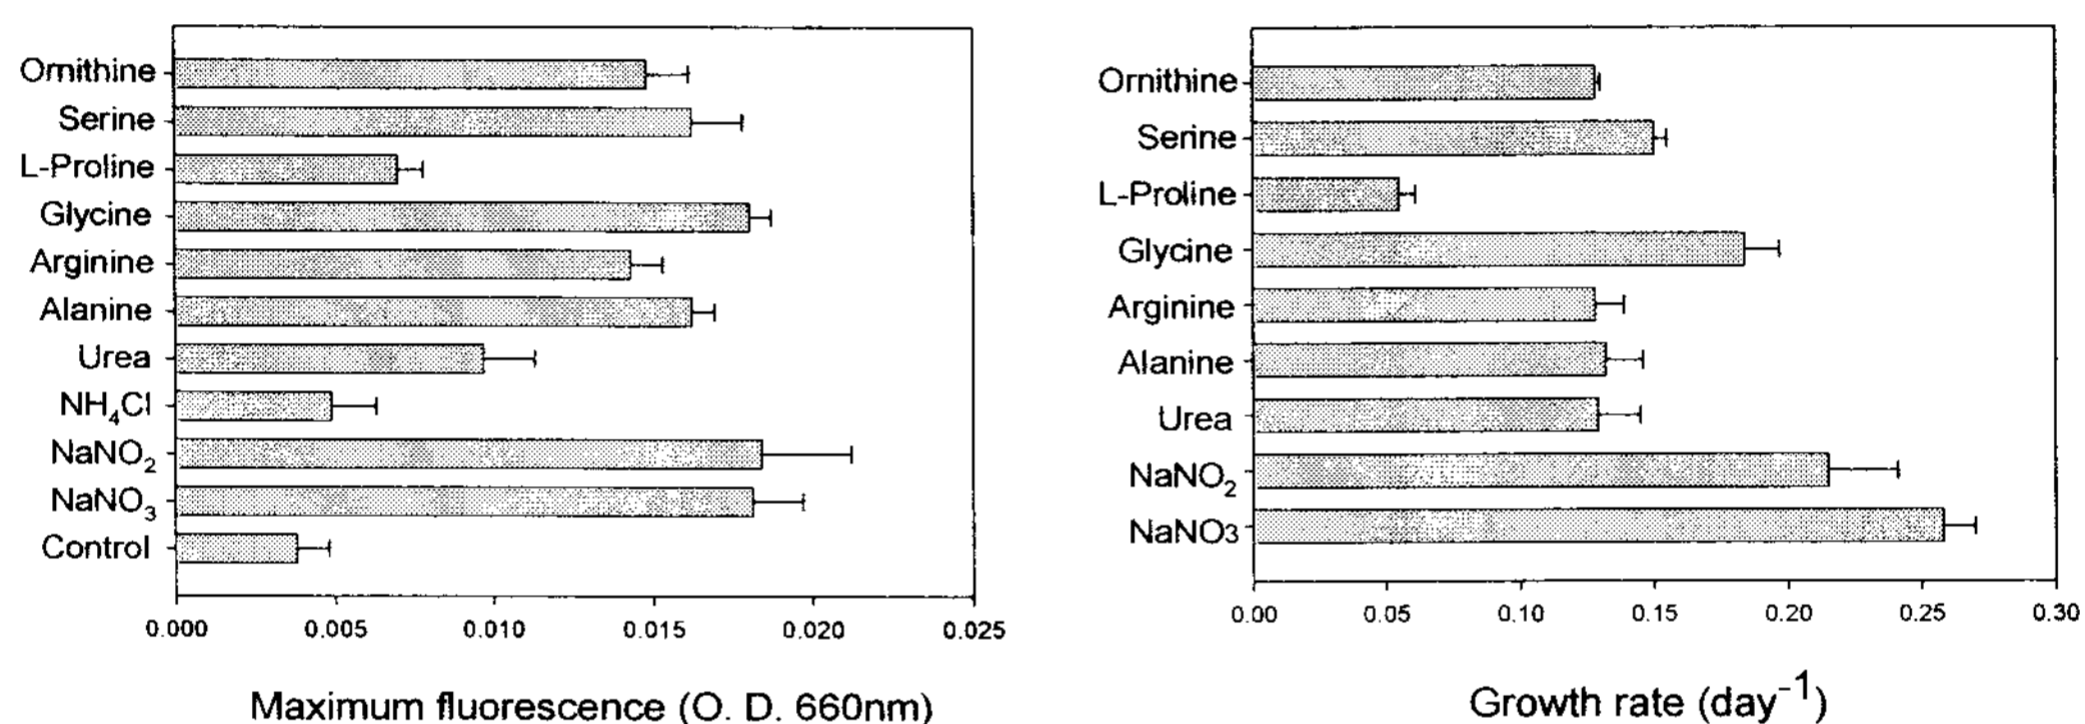 Ornithine
Serine
L-Proline
Glycine
Arginine
Alanine
Urea
NH₄Cl
NaNO₂
NaNO₃
Control
0.000 0.005 0.010 0.015 0.020 0.025
Maximum fluorescence (O. D. 660nm)
Ornithine
Serine
L-Proline
Glycine
Arginine
Alanine
Urea
NaNO₂
NaNO3
0.00 0.05 0.10 0.15 0.20 0.25 0.30
Growth rate (day⁻¹)